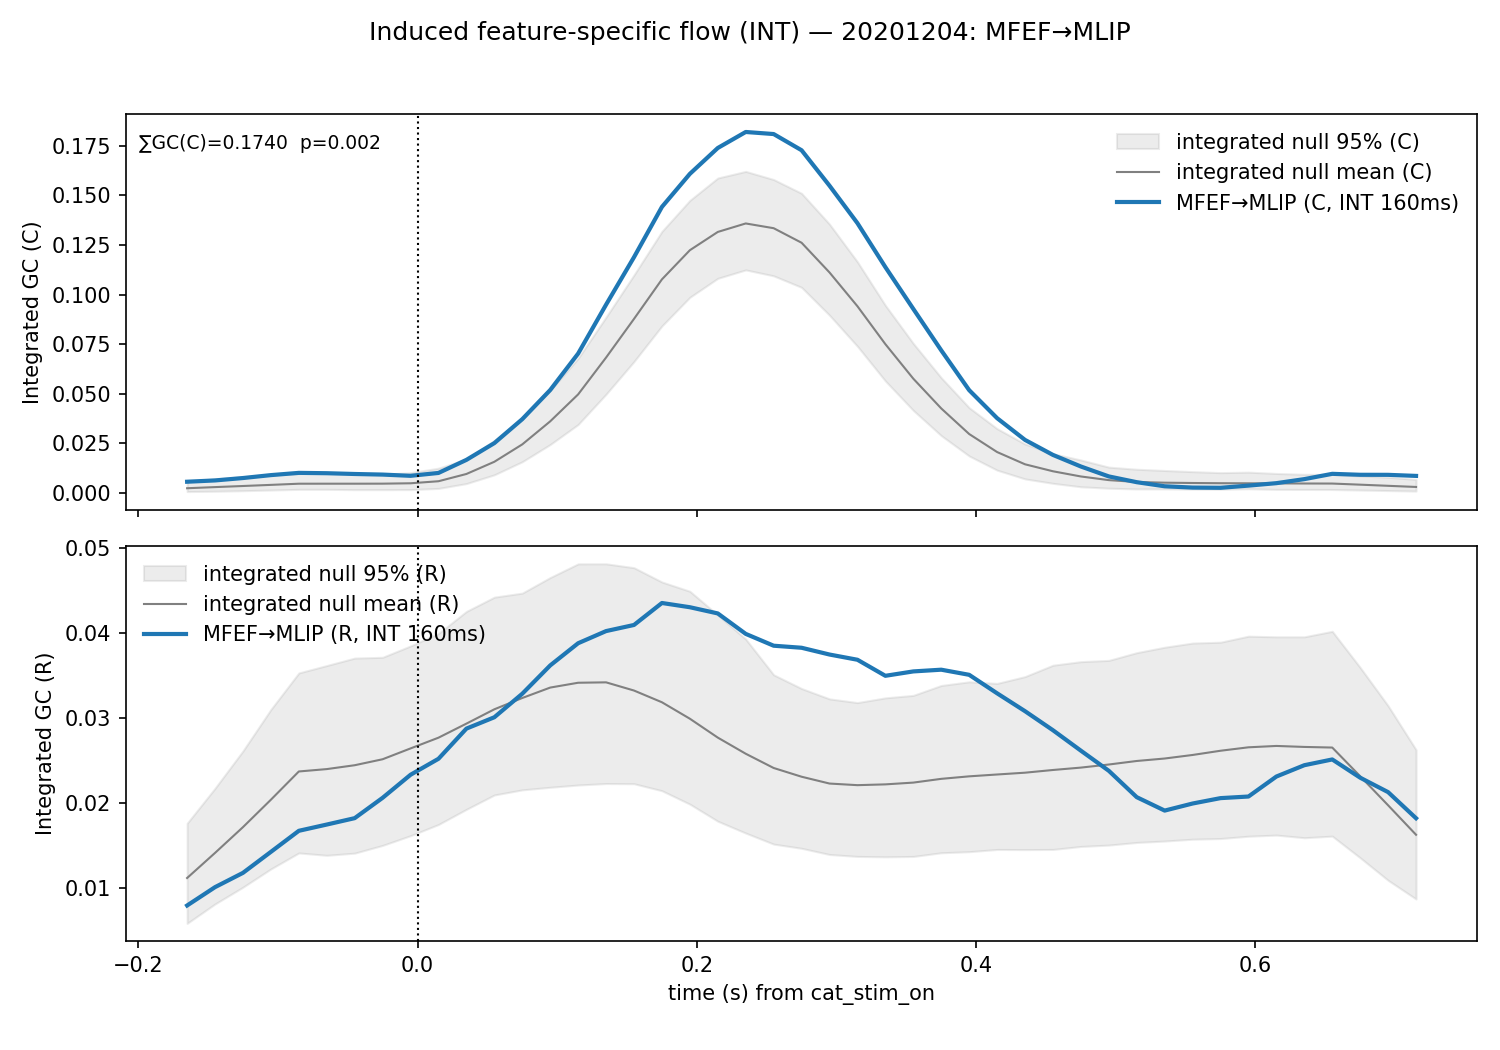 Induced feature-specific flow (INT) — 20201204: MFEF→MLIP
∑GC(C)=0.1740 p=0.002
integrated null 95% (C)
integrated null mean (C)
MFEF→MLIP (C, INT 160ms)
Integrated GC (C)
0.175
0.150
0.125
0.100
0.075
0.050
0.025
0.000
integrated null 95% (R)
integrated null mean (R)
MFEF→MLIP (R, INT 160ms)
Integrated GC (R)
0.05
0.04
0.03
0.02
0.01
−0.2
0.0
0.2
0.4
0.6
time (s) from cat_stim_on